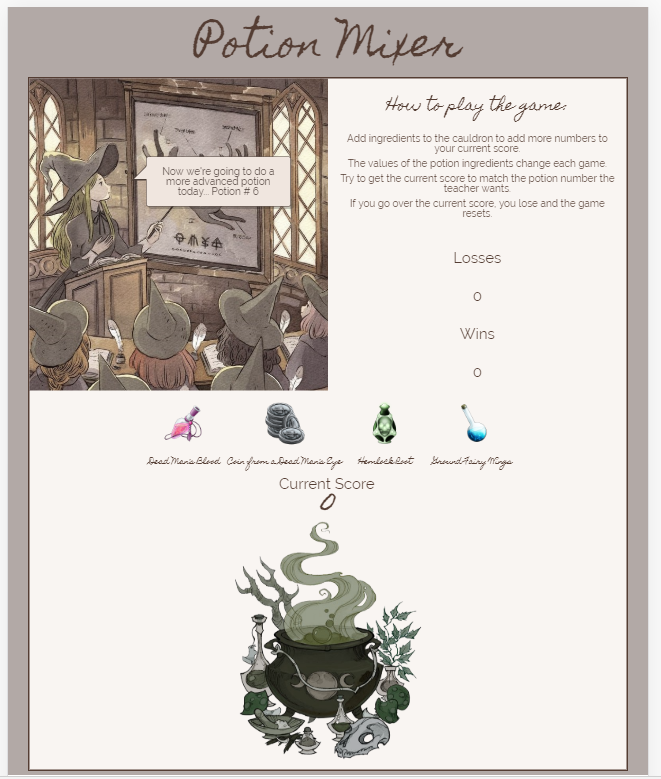 Potion Mixer
Now we're going to do a
more advanced potion
today... Potion # 6
How to play the game:
Add ingredients to the cauldron to add more numbers to
your current score.
The values of the potion ingredients change each game.
Try to get the current score to match the potion number the
teacher wants.
If you go over the current score, you lose and the game
resets.
Losses
0
Wins
0
Dead Man's Blood Coin from a Dead Man's Eye Hemlock Root Ground Fairy Wings
Current Score
0